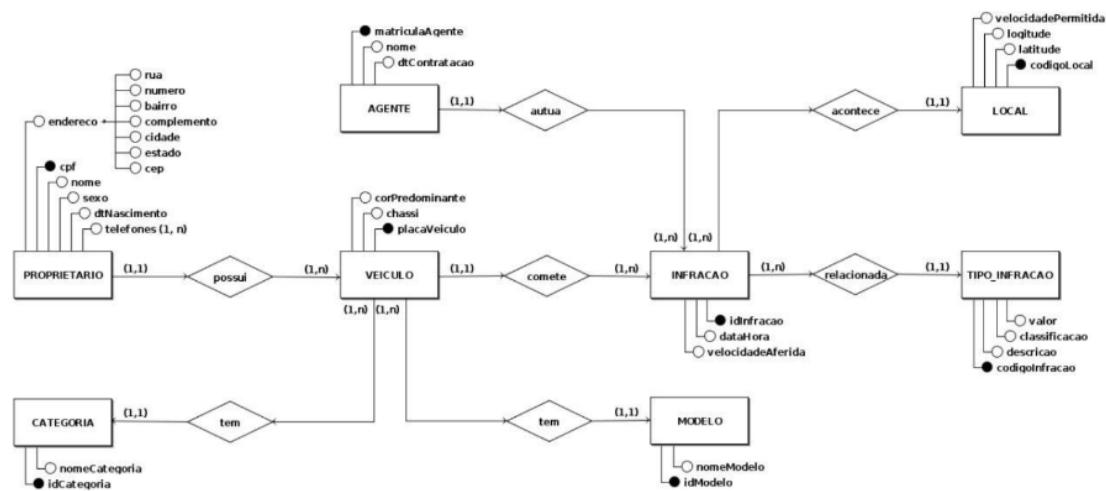 matriculaAgente
nome
dtContratacao
AGENTE
(1,1)
autua
acontece
(1,1)
velocidadePermitida
logitude
latitude
codigoLocal
LOCAL
endereco
rua
numero
bairro
complemento
cidade
estado
cep
cpf
nome
sexo
dtNascimento
telefones (1, n)
PROPRIETARIO
(1,1)
possui
(1,n)
corPredominante
chassi
placaVeiculo
VEICULO
(1,1)
comete
(1,n)
(1,n)
(1,n)
INFRACAO
(1,n)
relacionada
(1,1)
TIPO_INFRACAO
idInfracao
dataHora
velocidadeAferida
valor
classificacao
descricao
codigoInfracao
(1,n)
(1,n)
CATEGORIA
(1,1)
tem
nomeCategoria
idCategoria
tem
(1,1)
MODELO
nomeModelo
idModelo